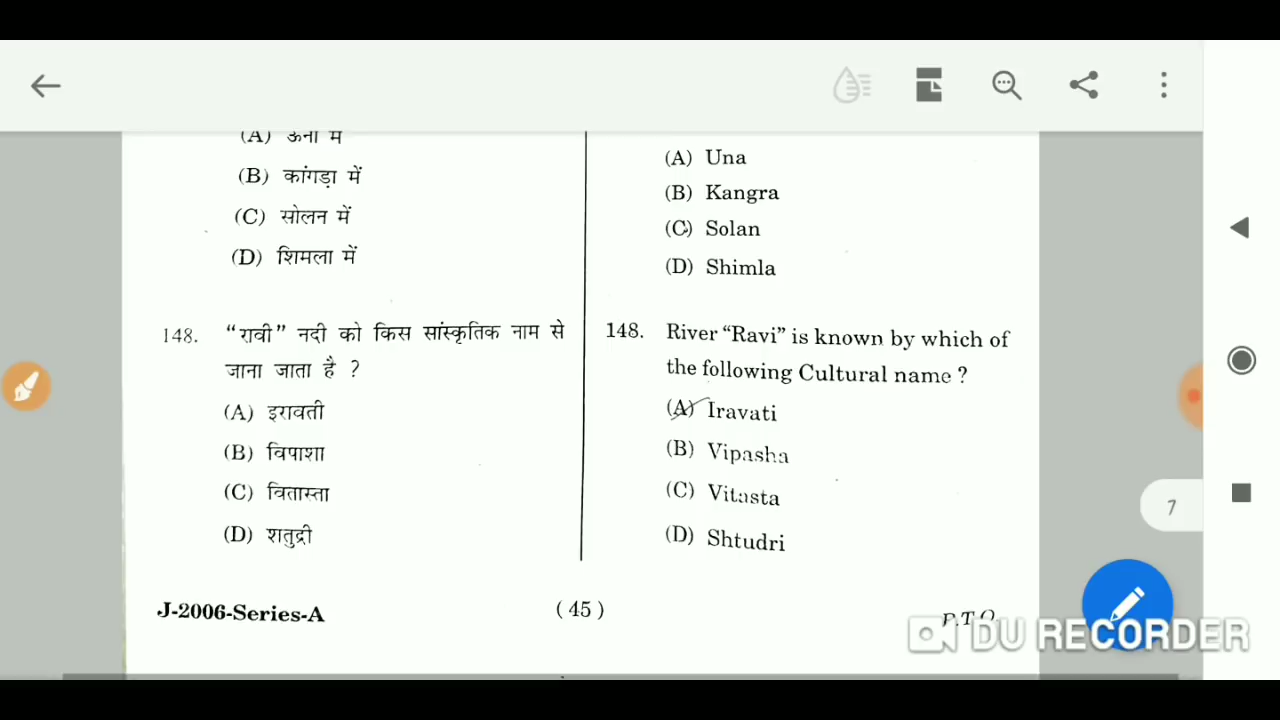 (A) ऊना में
(B) कांगड़ा में
(C) सोलन में
(D) शिमला में
148. “रावी” नदी को किस सांस्कृतिक नाम से
जाना जाता है ?
(A) इरावती
(B) विपाशा
(C) वितास्ता
(D) शतुद्री
(A) Una
(B) Kangra
(C) Solan
(D) Shimla
148. River “Ravi” is known by which of
the following Cultural name ?
(A) Iravati
(B) Vipasha
(C) Vitasta
(D) Shtudri
J-2006-Series-A
( 45 )
P.T.O.
7
DU RECORDER